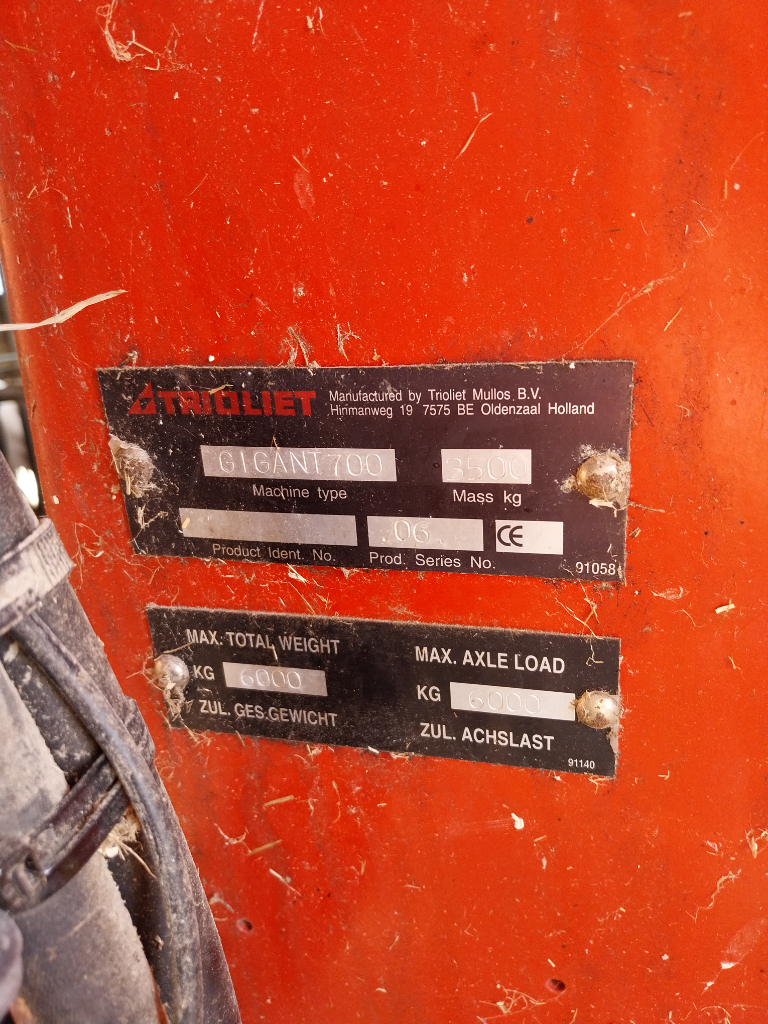 TRIOLIET
Manufactured by Trioliet Mullos B.V.
Hinmanweg 19 7575 BE Oldenzaal Holland
GIGANT700 3500
Machine type Mass kg
.06. CE
Product Ident. No. Prod. Series No. 91058
MAX. TOTAL WEIGHT
KG 6000
ZUL. GES.GEWICHT
MAX. AXLE LOAD
KG 6000
ZUL. ACHSLAST
91140